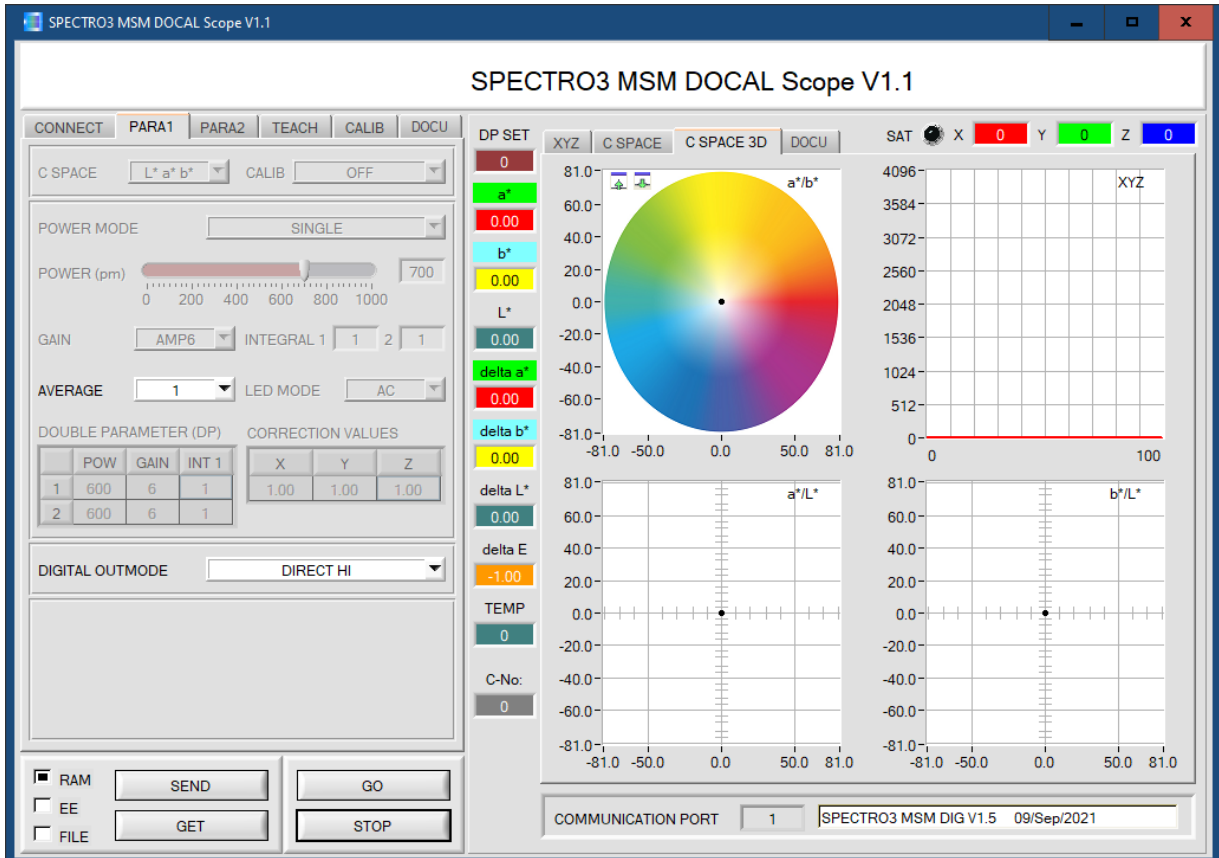 SPECTRO3 MSM DOCAL Scope V1.1
SPECTRO3 MSM DOCAL Scope V1.1
CONNECT PARA1 PARA2 TEACH CALIB DOCU
C SPACE L* a* b* CALIB OFF
POWER MODE SINGLE
POWER (pm) 700
0 200 400 600 800 1000
GAIN AMP6 INTEGRAL 1 1 2 1
AVERAGE 1 LED MODE AC
DOUBLE PARAMETER (DP) CORRECTION VALUES
POW GAIN INT 1 X Y Z
1 600 6 1 1.00 1.00 1.00
2 600 6 1
DIGITAL OUTMODE DIRECT HI
RAM
EE
FILE
SEND
GET
GO
STOP
DP SET
0
a*
0.00
b*
0.00
L*
0.00
delta a*
0.00
delta b*
0.00
delta L*
0.00
delta E
-1.00
TEMP
0
C-No:
0
XYZ C SPACE C SPACE 3D DOCU
SAT X 0 Y 0 Z 0
a*/b*
81.0
60.0
40.0
20.0
0.0
-20.0
-40.0
-60.0
-81.0
-81.0 -50.0 0.0 50.0 81.0
XYZ
4096
3584
3072
2560
2048
1536
1024
512
0
0 100
a*/L*
81.0
60.0
40.0
20.0
0.0
-20.0
-40.0
-60.0
-81.0
-81.0 -50.0 0.0 50.0 81.0
b*/L*
81.0
60.0
40.0
20.0
0.0
-20.0
-40.0
-60.0
-81.0
-81.0 -50.0 0.0 50.0 81.0
COMMUNICATION PORT 1 SPECTRO3 MSM DIG V1.5 09/Sep/2021